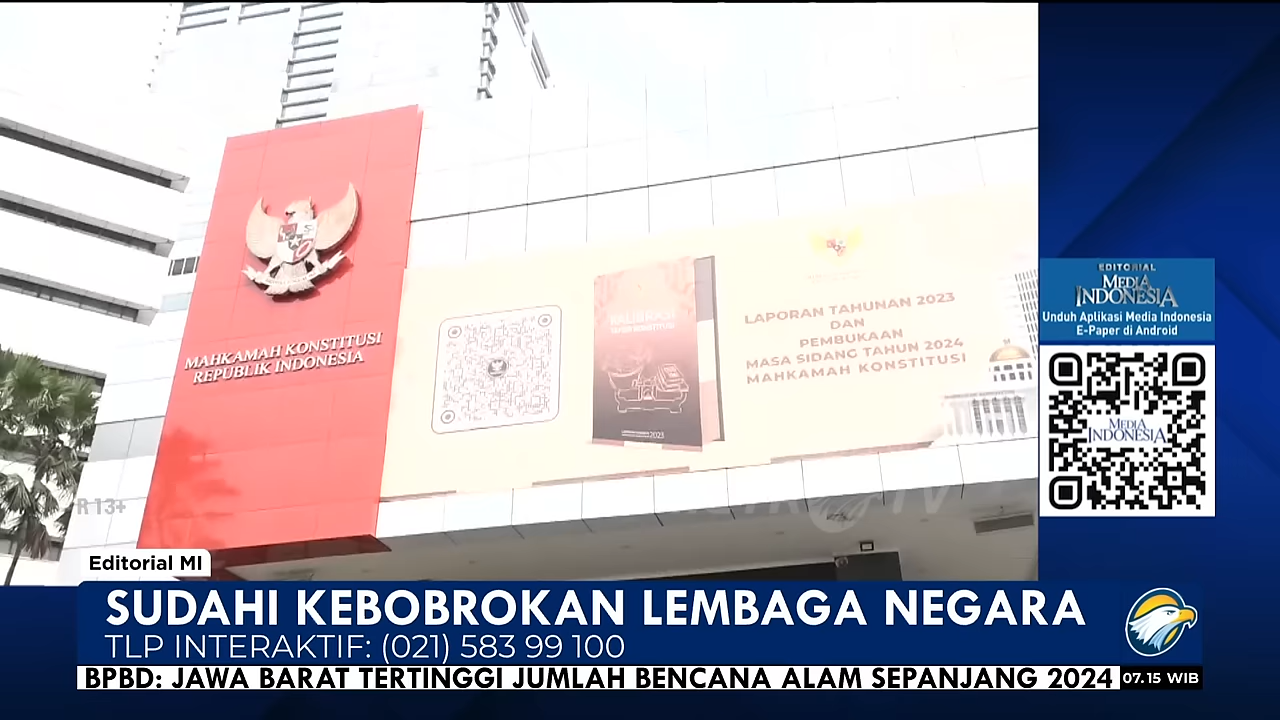 MAHKAMAH KONSTITUSI
REPUBLIK INDONESIA
LAPORAN TAHUNAN 2023
DAN
PEMBUKAAN
MASA SIDANG TAHUN 2024
MAHKAMAH KONSTITUSI
2023
EDITORIAL
MEDIA
INDONESIA
Unduh Aplikasi Media Indonesia
E-Paper di Android
MEDIA
INDONESIA
R 13+
Editorial MI
SUDAHI KEBOBROKAN LEMBAGA NEGARA
TLP INTERAKTIF: (021) 583 99 100
BPBD: JAWA BARAT TERTINGGI JUMLAH BENCANA ALAM SEPANJANG 2024
07.15 WIB